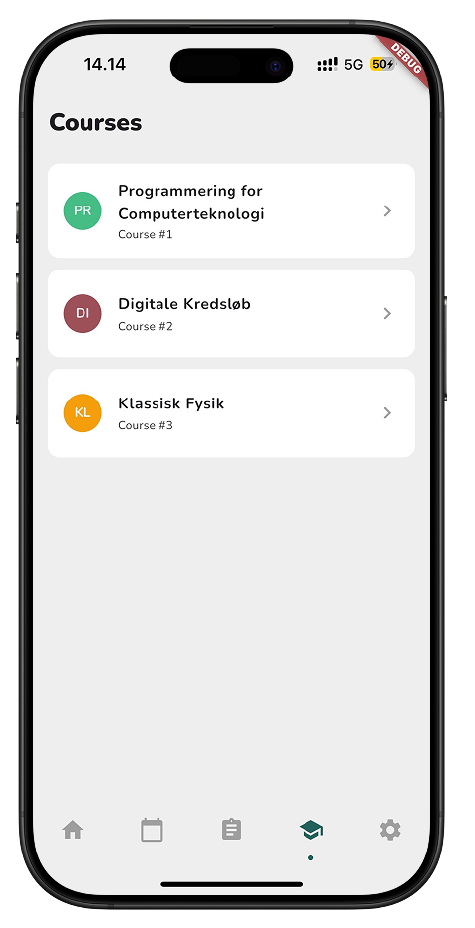 14.14
5G
50
DEBUG
Courses
PR
Programmering for
Computerteknologi
Course #1
DI
Digitale Kredsløb
Course #2
KL
Klassisk Fysik
Course #3